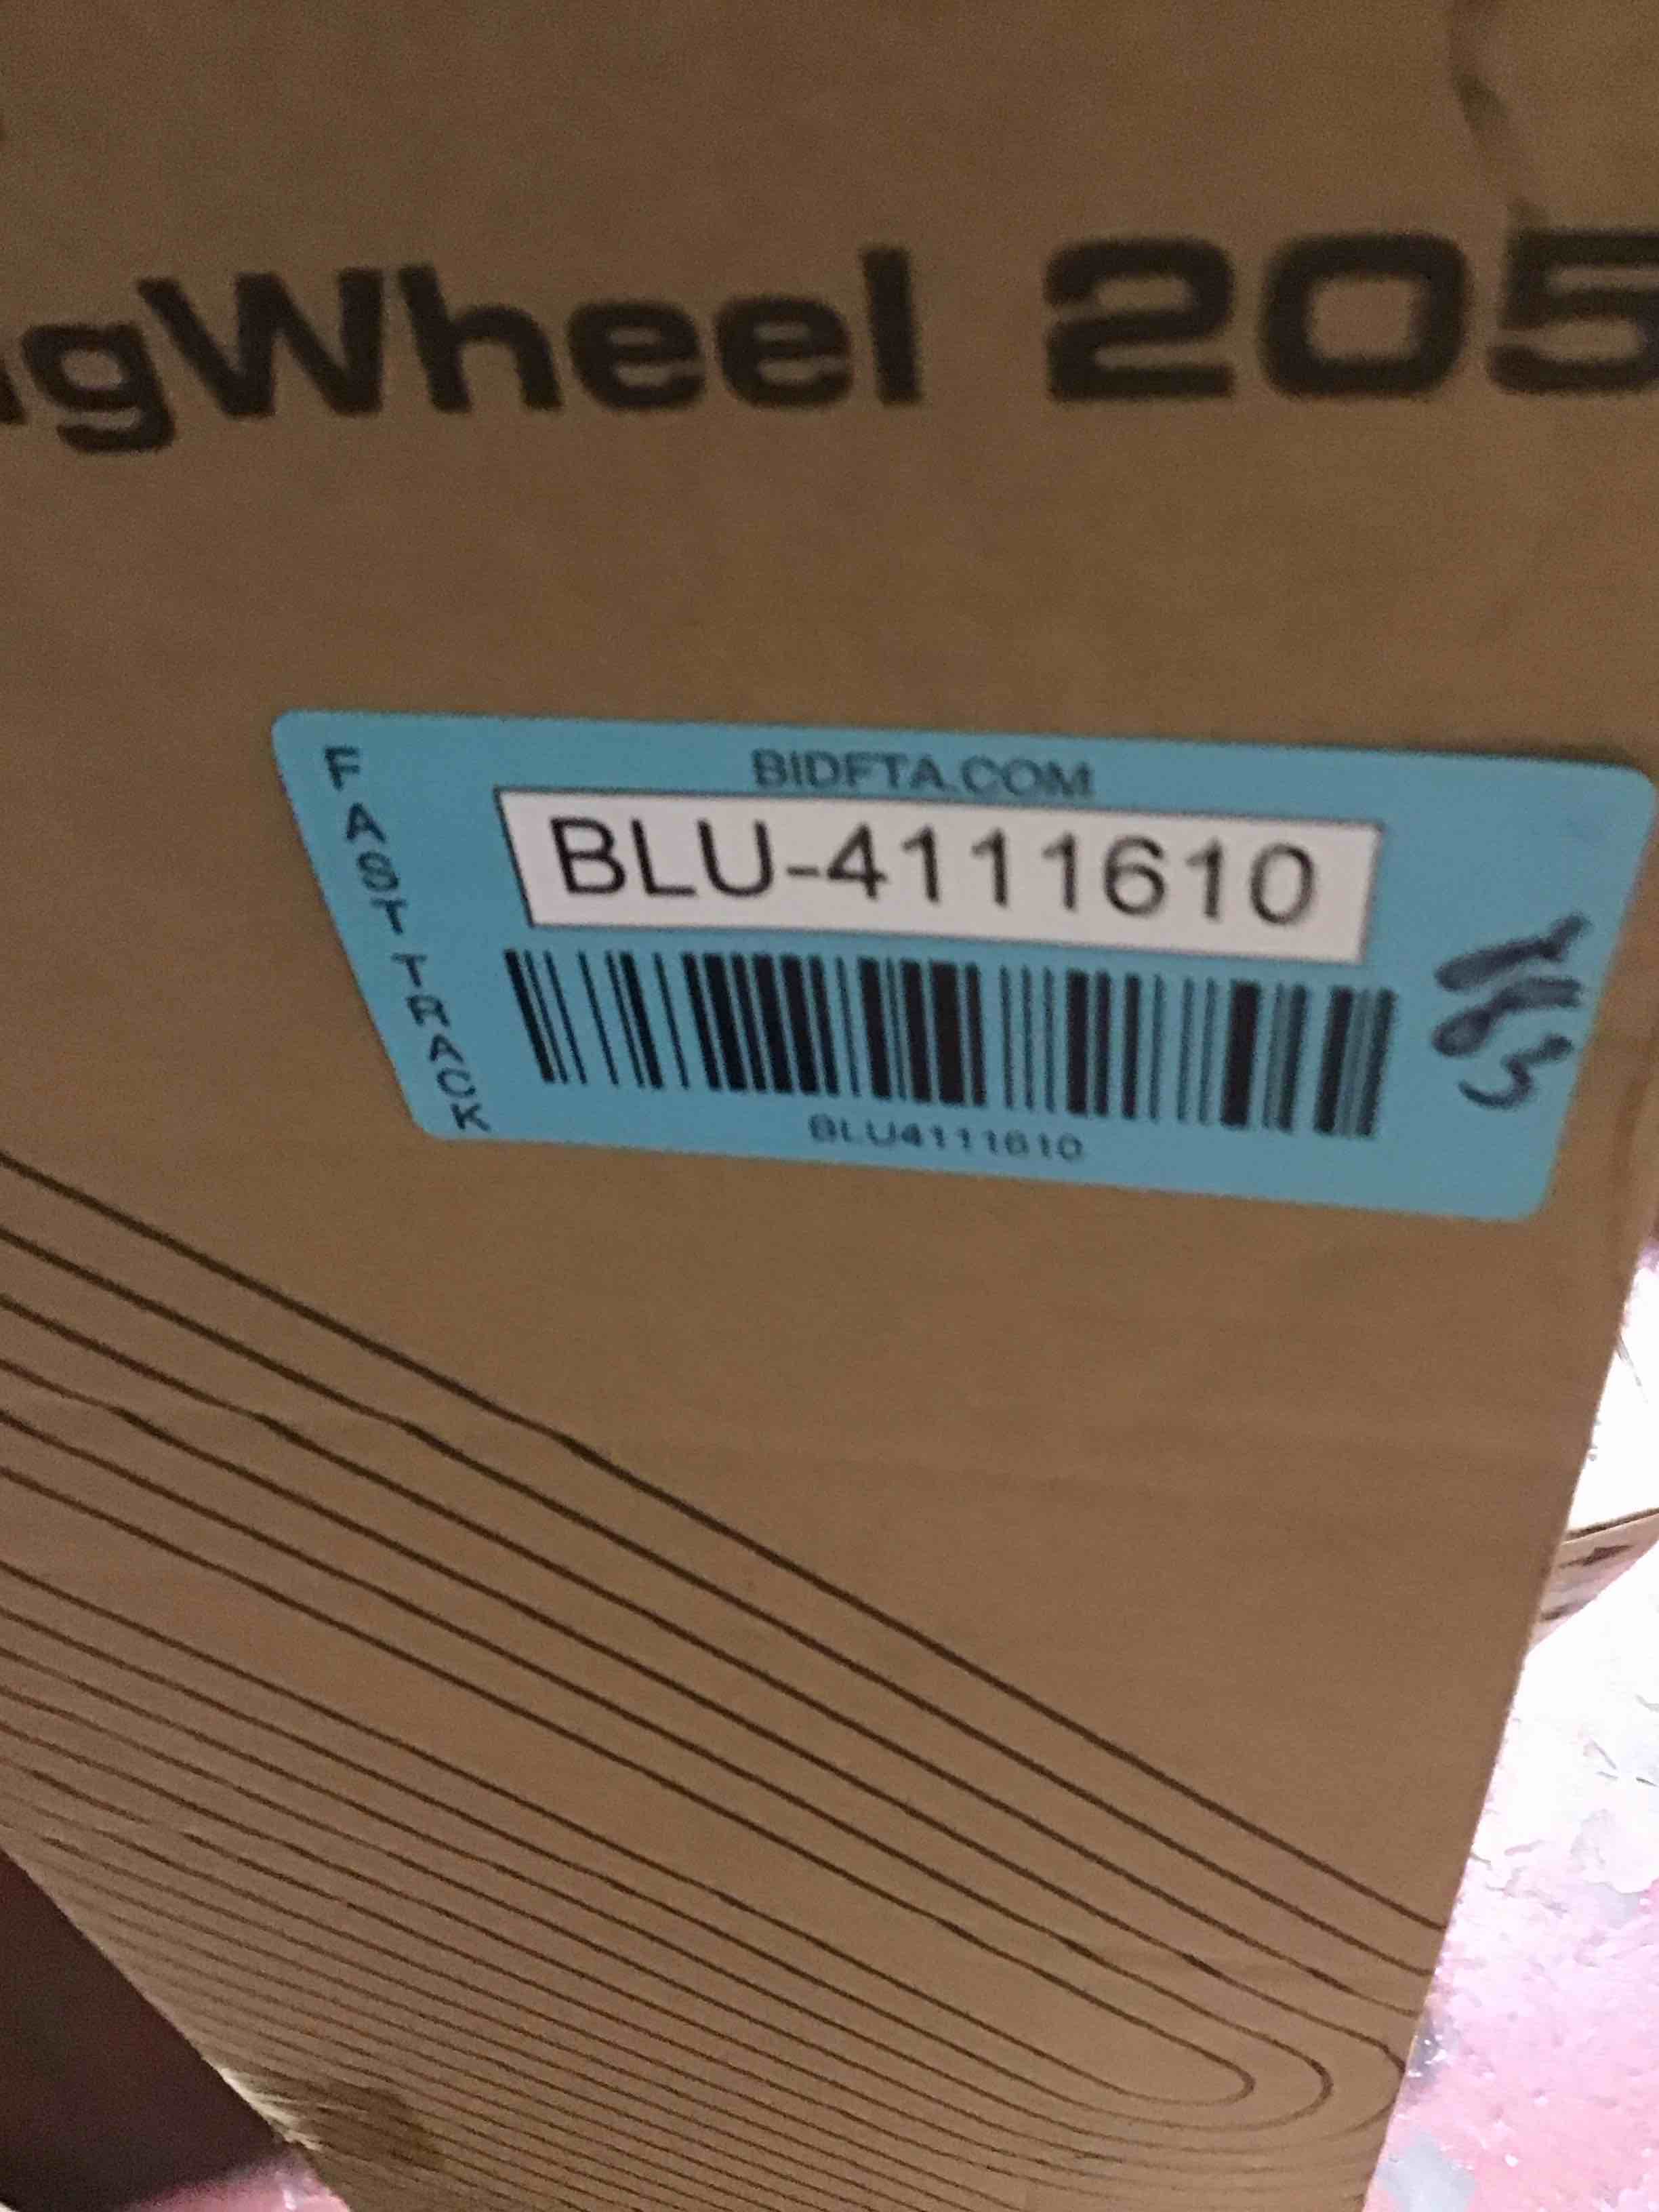 gWheel 205
BIDFTA.COM
FAST TRACK
BLU-4111610
BLU4111610